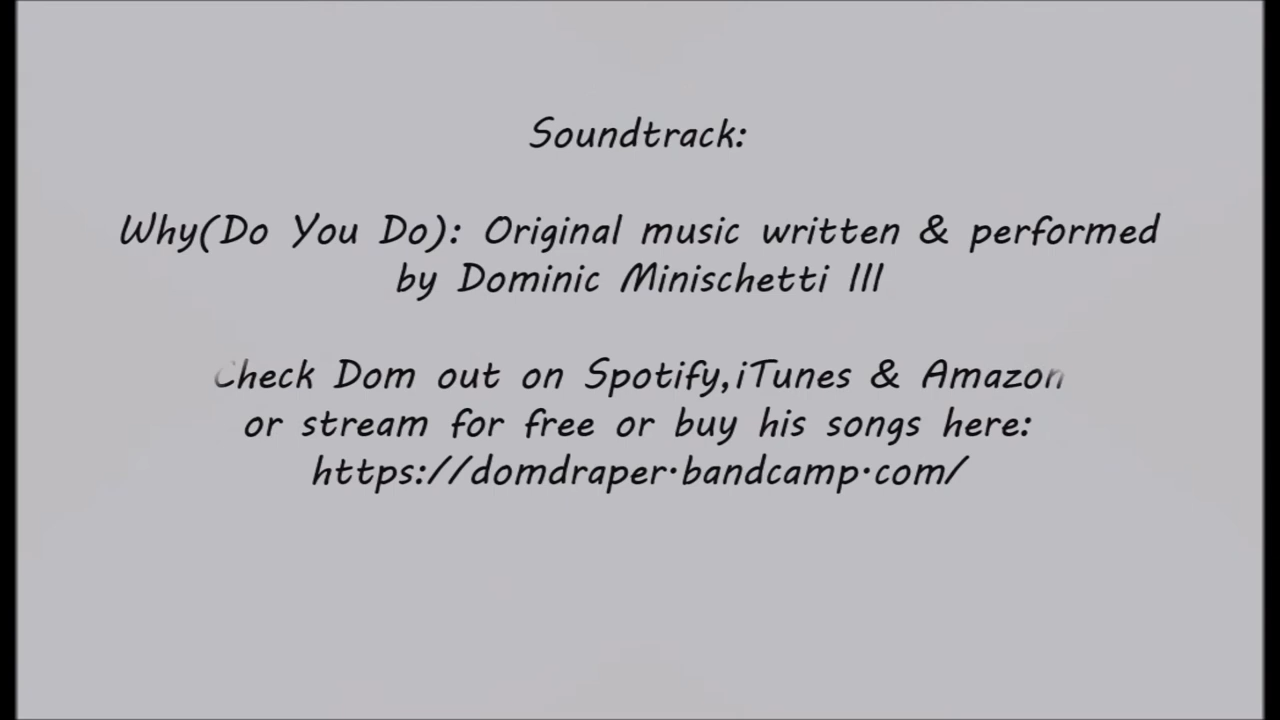 Soundtrack:
Why(Do You Do): Original music written & performed
by Dominic Minischetti III
Check Dom out on Spotify,iTunes & Amazon
or stream for free or buy his songs here:
https://domdraper.bandcamp.com/